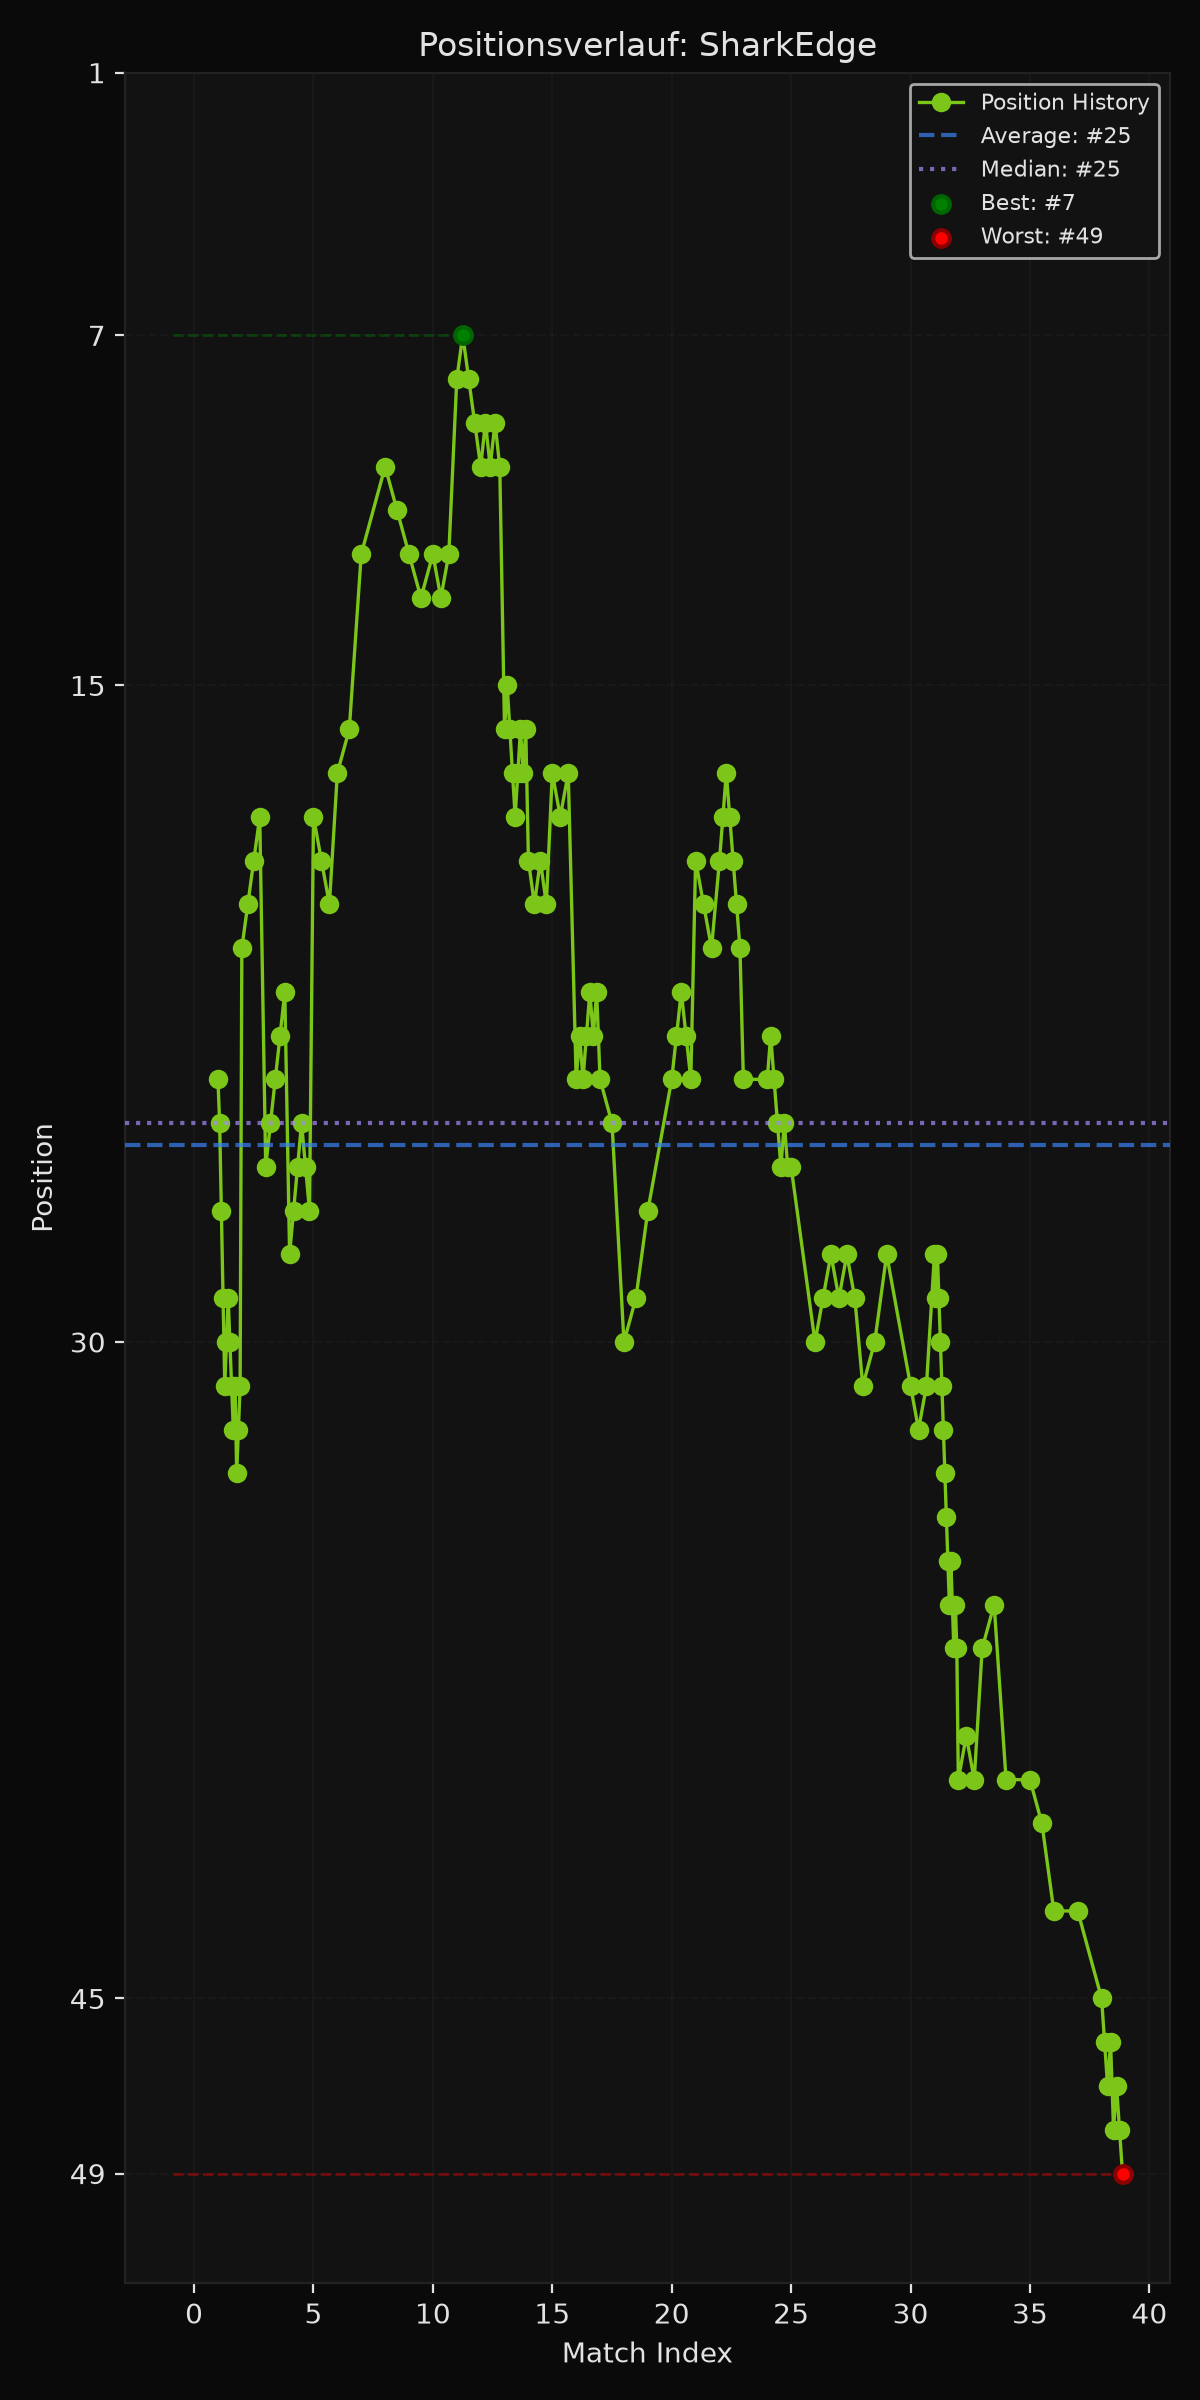 Positionsverlauf: SharkEdge
Position History
Average: #25
Median: #25
Best: #7
Worst: #49
1
7
15
30
45
49
Position
0 5 10 15 20 25 30 35 40
Match Index